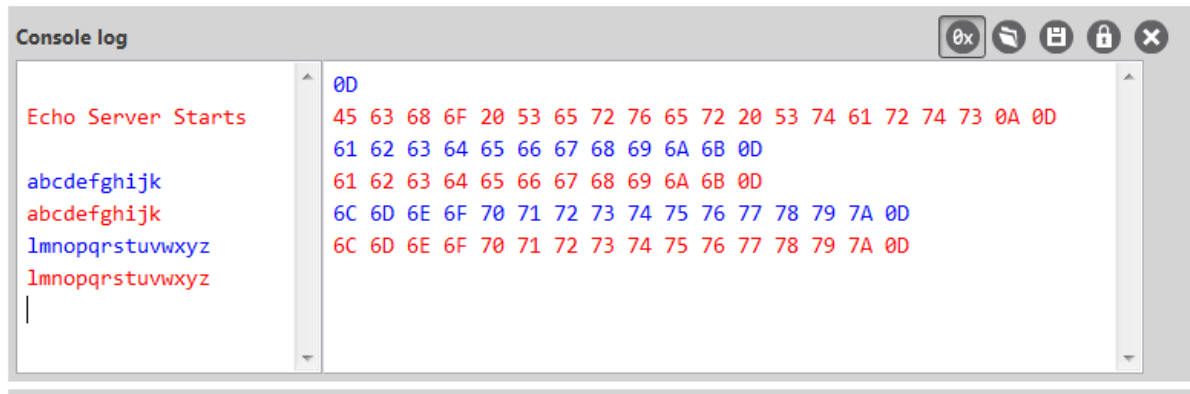 Console log
0x
Echo Server Starts
abcdefghijk
abcdefghijk
lmnopqrstuvwxyz
lmnopqrstuvwxyz
0D
45 63 68 6F 20 53 65 72 76 65 72 20 53 74 61 72 74 73 0A 0D
61 62 63 64 65 66 67 68 69 6A 6B 0D
61 62 63 64 65 66 67 68 69 6A 6B 0D
6C 6D 6E 6F 70 71 72 73 74 75 76 77 78 79 7A 0D
6C 6D 6E 6F 70 71 72 73 74 75 76 77 78 79 7A 0D